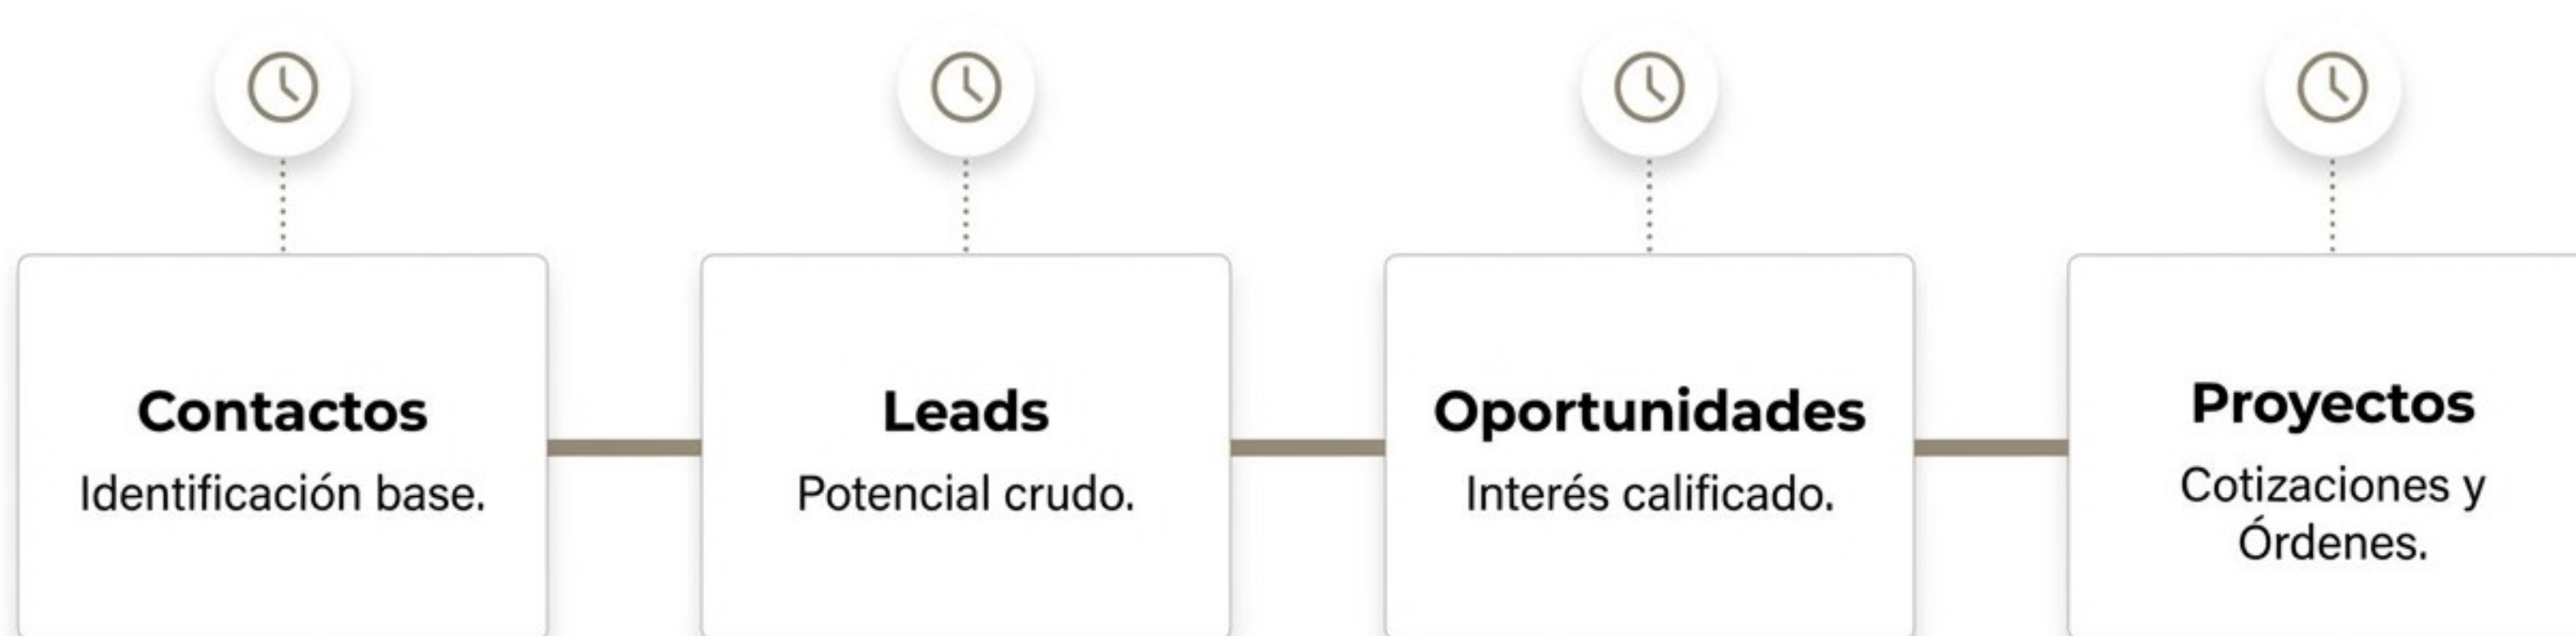 Contactos
Identificación base.
Leads
Potencial crudo.
Oportunidades
Interés calificado.
Proyectos
Cotizaciones y
Órdenes.